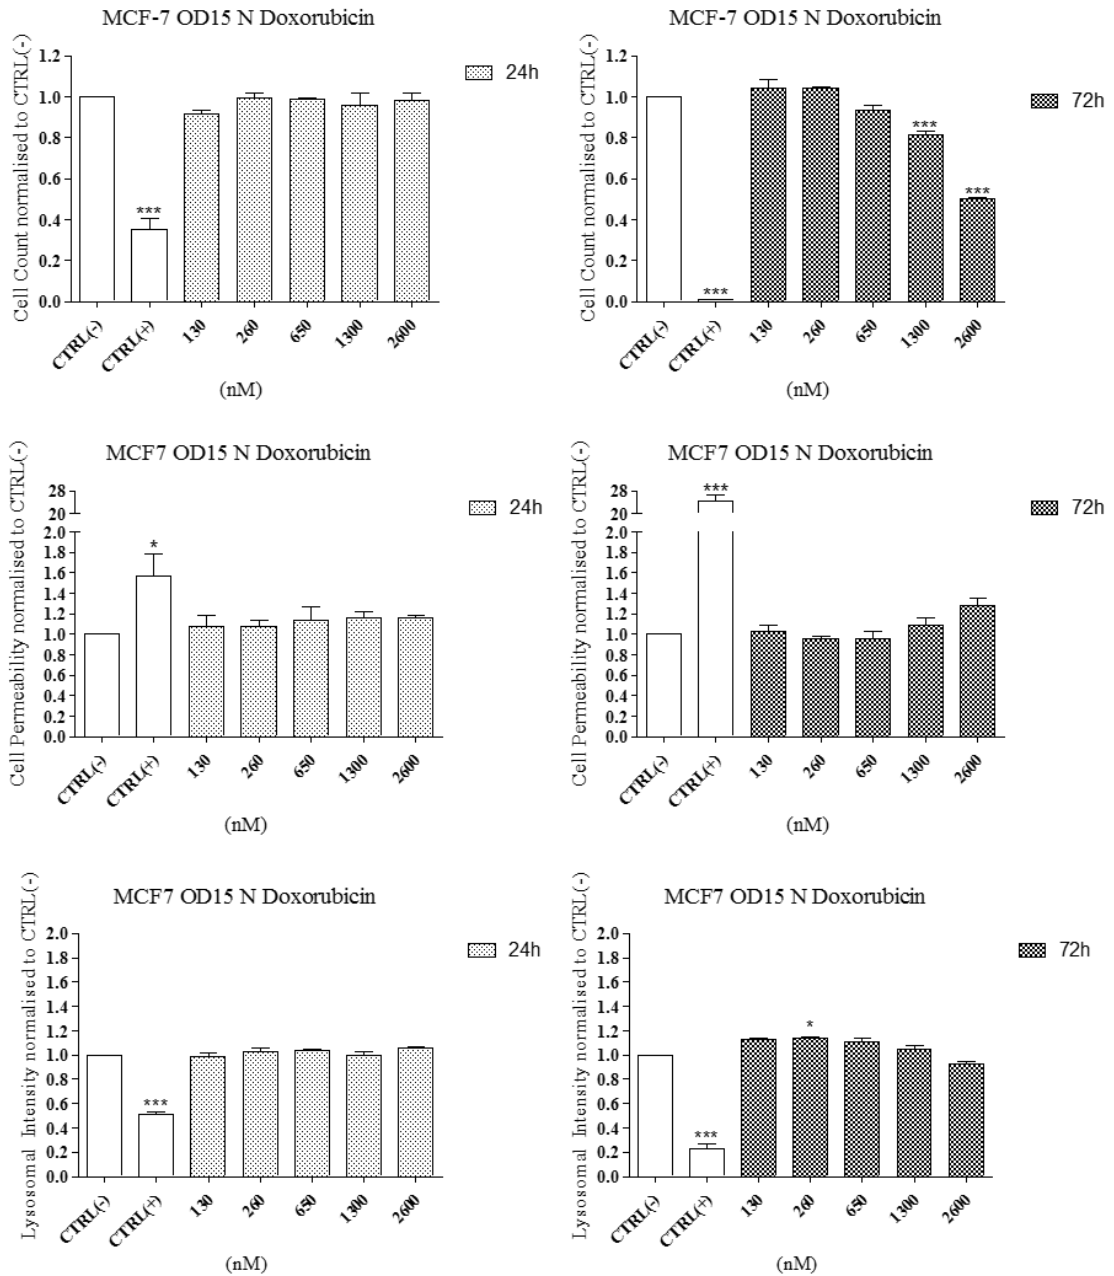 MCF-7 OD15 N Doxorubicin
Cell Count normalised to CTRL(-)
1.2
1.0
0.8
0.6
0.4
0.2
0.0
***
CTRL(-)
CTRL(+)
130
260
650
1300
2600
(nM)
24h
MCF-7 OD15 N Doxorubicin
Cell Count normalised to CTRL(-)
1.2
1.0
0.8
0.6
0.4
0.2
0.0
***
***
***
CTRL(-)
CTRL(+)
130
260
650
1300
2600
(nM)
72h
MCF7 OD15 N Doxorubicin
Cell Permeability normalised to CTRL(-)
28
20
2.0
1.8
1.6
1.4
1.2
1.0
0.8
0.6
0.4
0.2
0.0
*
CTRL(-)
CTRL(+)
130
260
650
1300
2600
(nM)
24h
MCF7 OD15 N Doxorubicin
Cell Permeability normalised to CTRL(-)
28
20
2.0
1.8
1.6
1.4
1.2
1.0
0.8
0.6
0.4
0.2
0.0
***
CTRL(-)
CTRL(+)
130
260
650
1300
2600
(nM)
72h
MCF7 OD15 N Doxorubicin
Lysosomal Intensity normalised to CTRL(-)
2.0
1.8
1.6
1.4
1.2
1.0
0.8
0.6
0.4
0.2
0.0
***
CTRL(-)
CTRL(+)
130
260
650
1300
2600
(nM)
24h
MCF7 OD15 N Doxorubicin
Lysosomal Intensity normalised to CTRL(-)
2.0
1.8
1.6
1.4
1.2
1.0
0.8
0.6
0.4
0.2
0.0
***
*
CTRL(-)
CTRL(+)
130
260
650
1300
2600
(nM)
72h